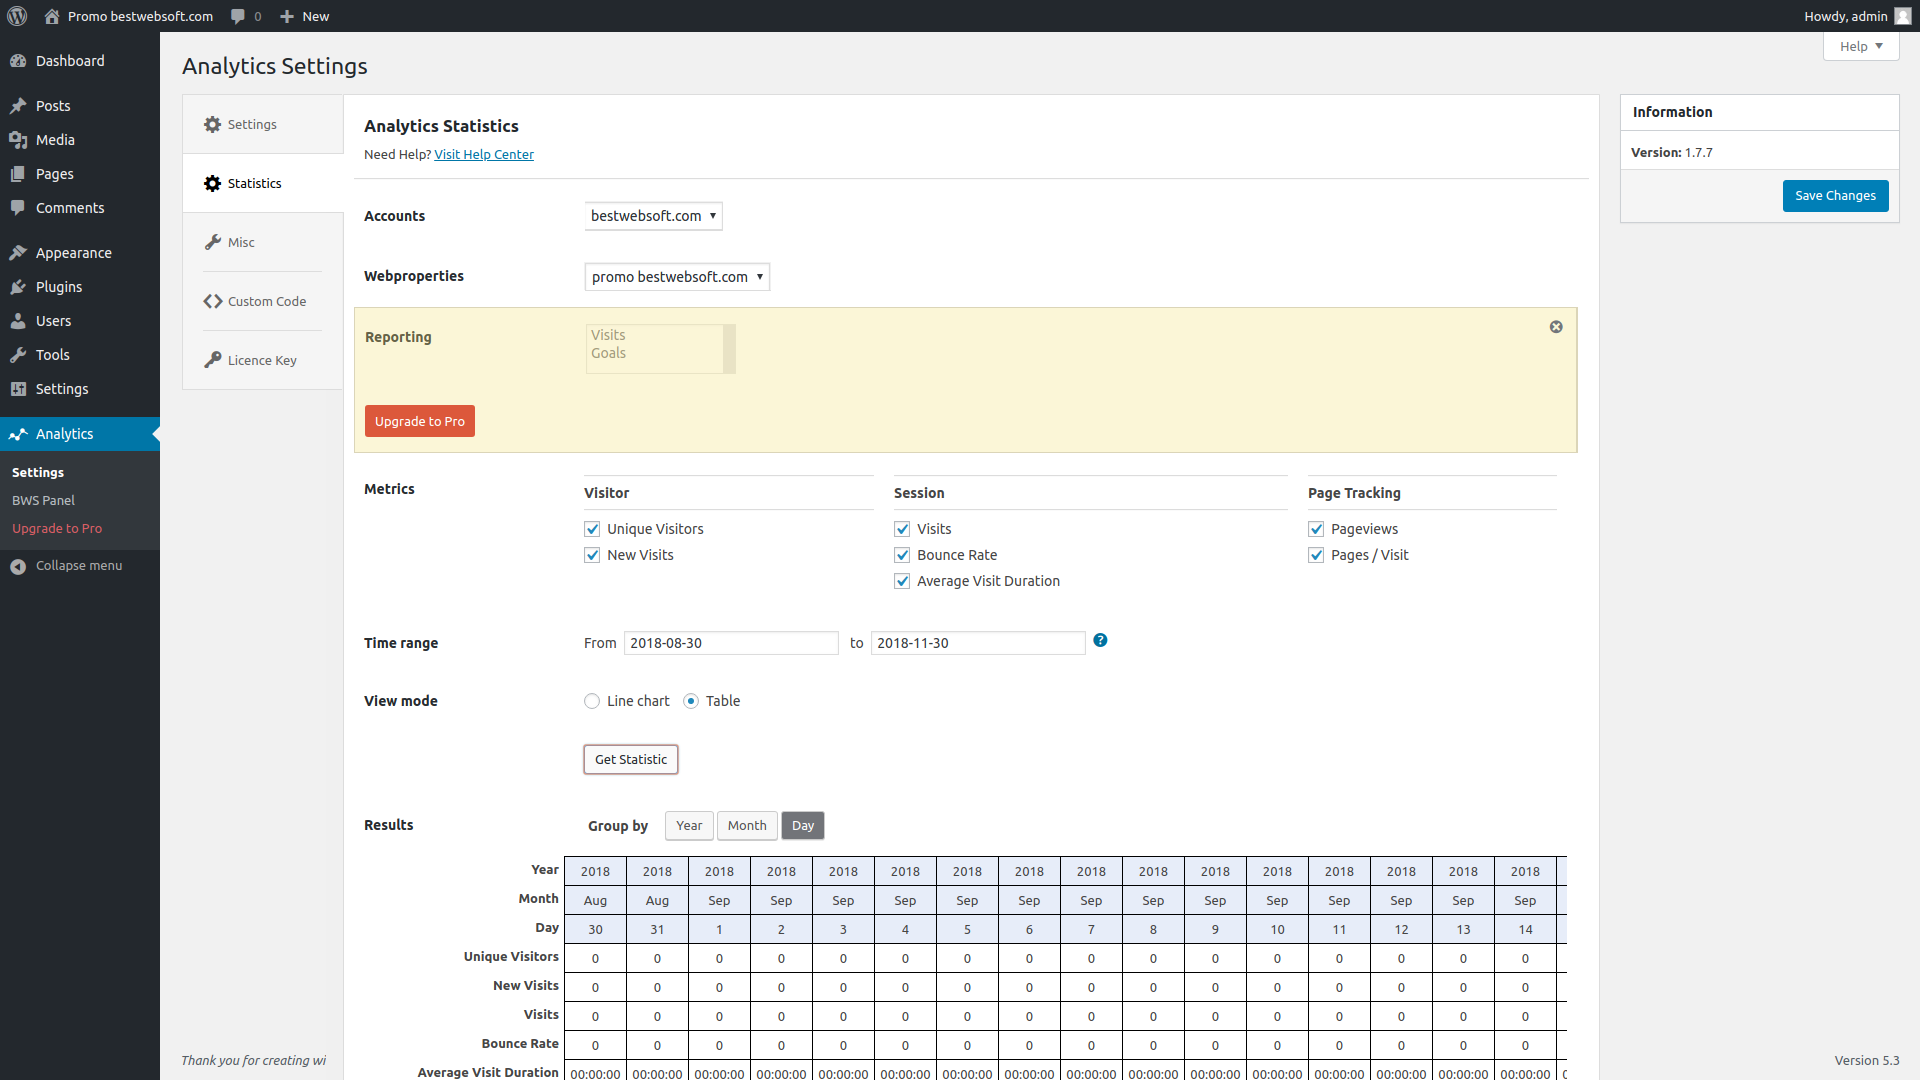 Promo bestwebsoft.com 0 New Howdy, admin
Help
Dashboard
Posts
Media
Pages
Comments
Appearance
Plugins
Users
Tools
Settings
Analytics
Settings
BWS Panel
Upgrade to Pro
Collapse menu
Analytics Settings
Settings
Statistics
Misc
Custom Code
Licence Key
Analytics Statistics
Need Help? Visit Help Center
Accounts bestwebsoft.com
Webproperties promo bestwebsoft.com
Reporting Visits
Goals
Upgrade to Pro
Metrics Visitor Session Page Tracking
Unique Visitors Visits Pageviews
New Visits Bounce Rate Pages / Visit
Average Visit Duration
Time range From 2018-08-30 to 2018-11-30 ?
View mode Line chart Table
Get Statistic
Results Group by Year Month Day
Year 2018 2018 2018 2018 2018 2018 2018 2018 2018 2018 2018 2018 2018 2018 2018 2018
Month Aug Aug Sep Sep Sep Sep Sep Sep Sep Sep Sep Sep Sep Sep Sep Sep
Day 30 31 1 2 3 4 5 6 7 8 9 10 11 12 13 14
Unique Visitors 0 0 0 0 0 0 0 0 0 0 0 0 0 0 0 0
New Visits 0 0 0 0 0 0 0 0 0 0 0 0 0 0 0 0
Visits 0 0 0 0 0 0 0 0 0 0 0 0 0 0 0 0
Bounce Rate 0 0 0 0 0 0 0 0 0 0 0 0 0 0 0 0
Average Visit Duration 00:00:00 00:00:00 00:00:00 00:00:00 00:00:00 00:00:00 00:00:00 00:00:00 00:00:00 00:00:00 00:00:00 00:00:00 00:00:00 00:00:00 00:00:00 00:00:00
Information
Version: 1.7.7
Save Changes
Thank you for creating wi
Version 5.3